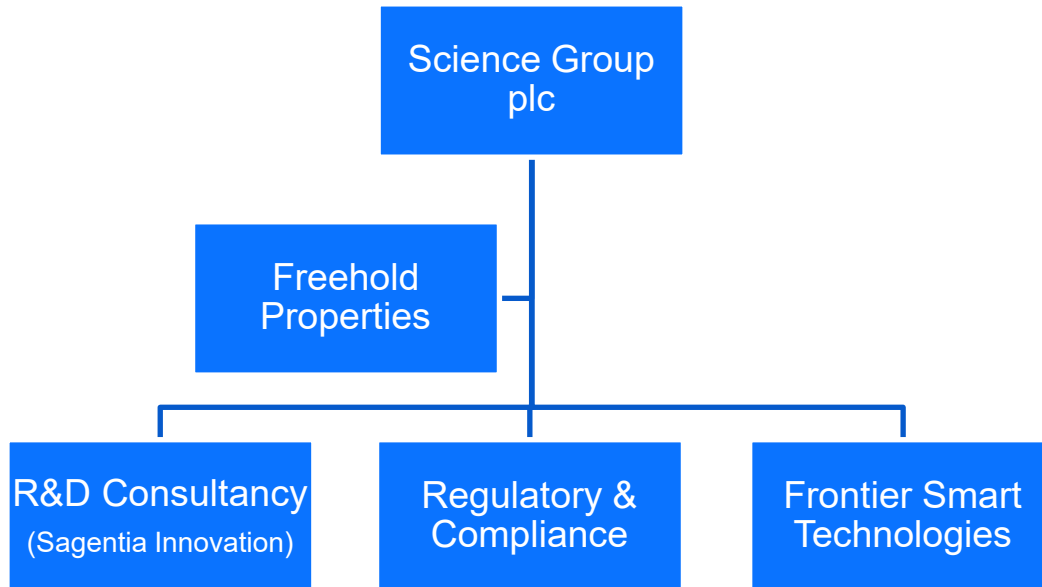 Science Group
plc
Freehold
Properties
R&D Consultancy
(Sagentia Innovation)
Regulatory &
Compliance
Frontier Smart
Technologies